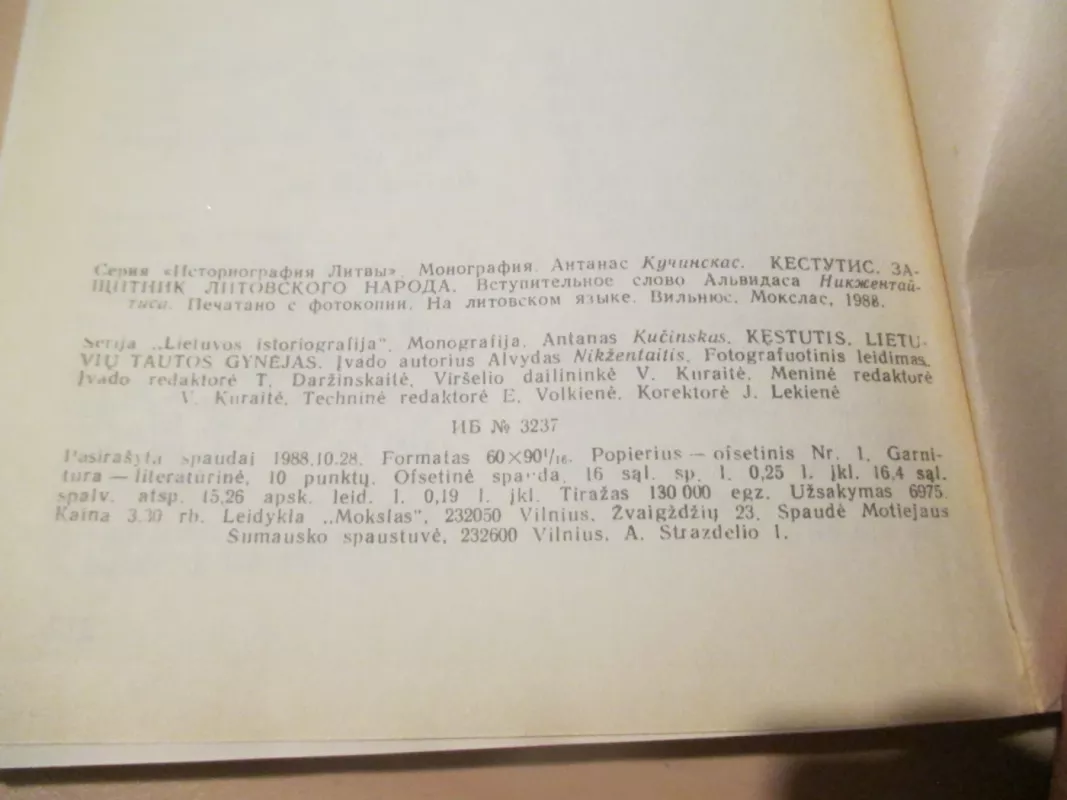 Серия «Историография Литвы». Монография. Антанас Кучинскас. КЕСТУТИС. ЗА-
ЩИТНИК ЛИТОВСКОГО НАРОДА. Вступительное слово Альвидаса Никжентай-
тиса. Печатано с фотокопии. На литовском языке. Вильнюс. Мокслас, 1988.
Serija „Lietuvos istoriografija". Monografija. Antanas Kučinskas. KĘSTUTIS. LIETU-
VIŲ TAUTOS GYNĖJAS. Įvado autorius Alvydas Nikžentaitis. Fotografuotinis leidimas.
Įvado redaktorė T. Daržinskaitė. Viršelio dailininkė V. Kuraitė. Meninė redaktorė
V. Kuraitė. Techninė redaktorė E. Volkienė. Korektorė J. Lekienė
ИБ № 3237
Pasirašyta spaudai 1988.10.28. Formatas 60×90¹/₁₆. Popierius — ofsetinis Nr. 1. Garni-
tūra — literatūrinė, 10 punktų. Ofsetinė spauda. 16 sąl. sp. l. 0,25 l. įkl. 16,4 sąl.
spalv. atsp. 15,26 apsk. leid. l. 0,19 l. įkl. Tiražas 130 000 egz. Užsakymas 6975.
Kaina 3.30 rb. Leidykla „Mokslas", 232050 Vilnius, Žvaigždžių 23. Spaudė Motiejaus
Šumausko spaustuvė, 232600 Vilnius, A. Strazdelio 1.